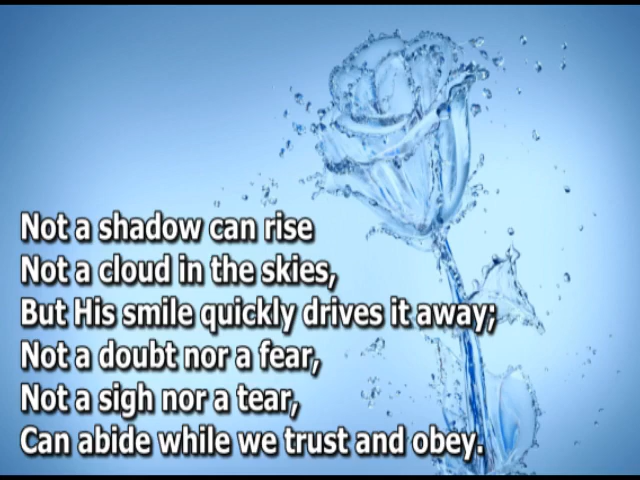 Not a shadow can rise
Not a cloud in the skies,
But His smile quickly drives it away;
Not a doubt nor a fear,
Not a sigh nor a tear,
Can abide while we trust and obey.